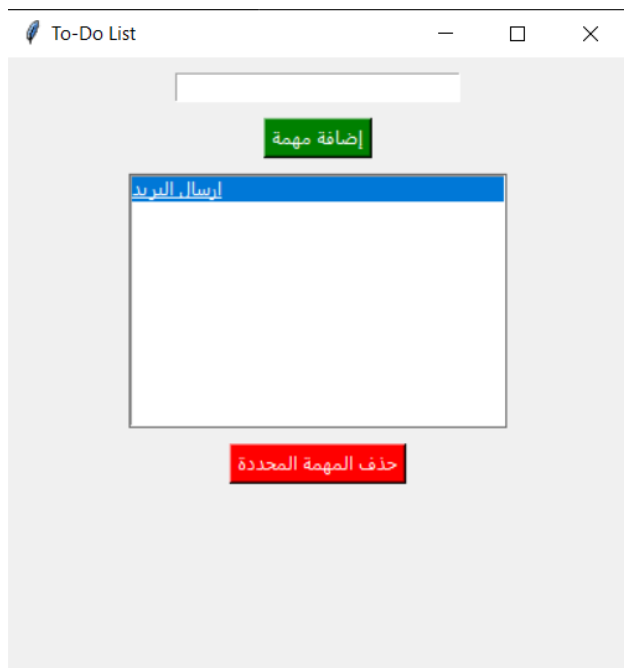 To-Do List
إضافة مهمة
ارسال البريد
حذف المهمة المحددة